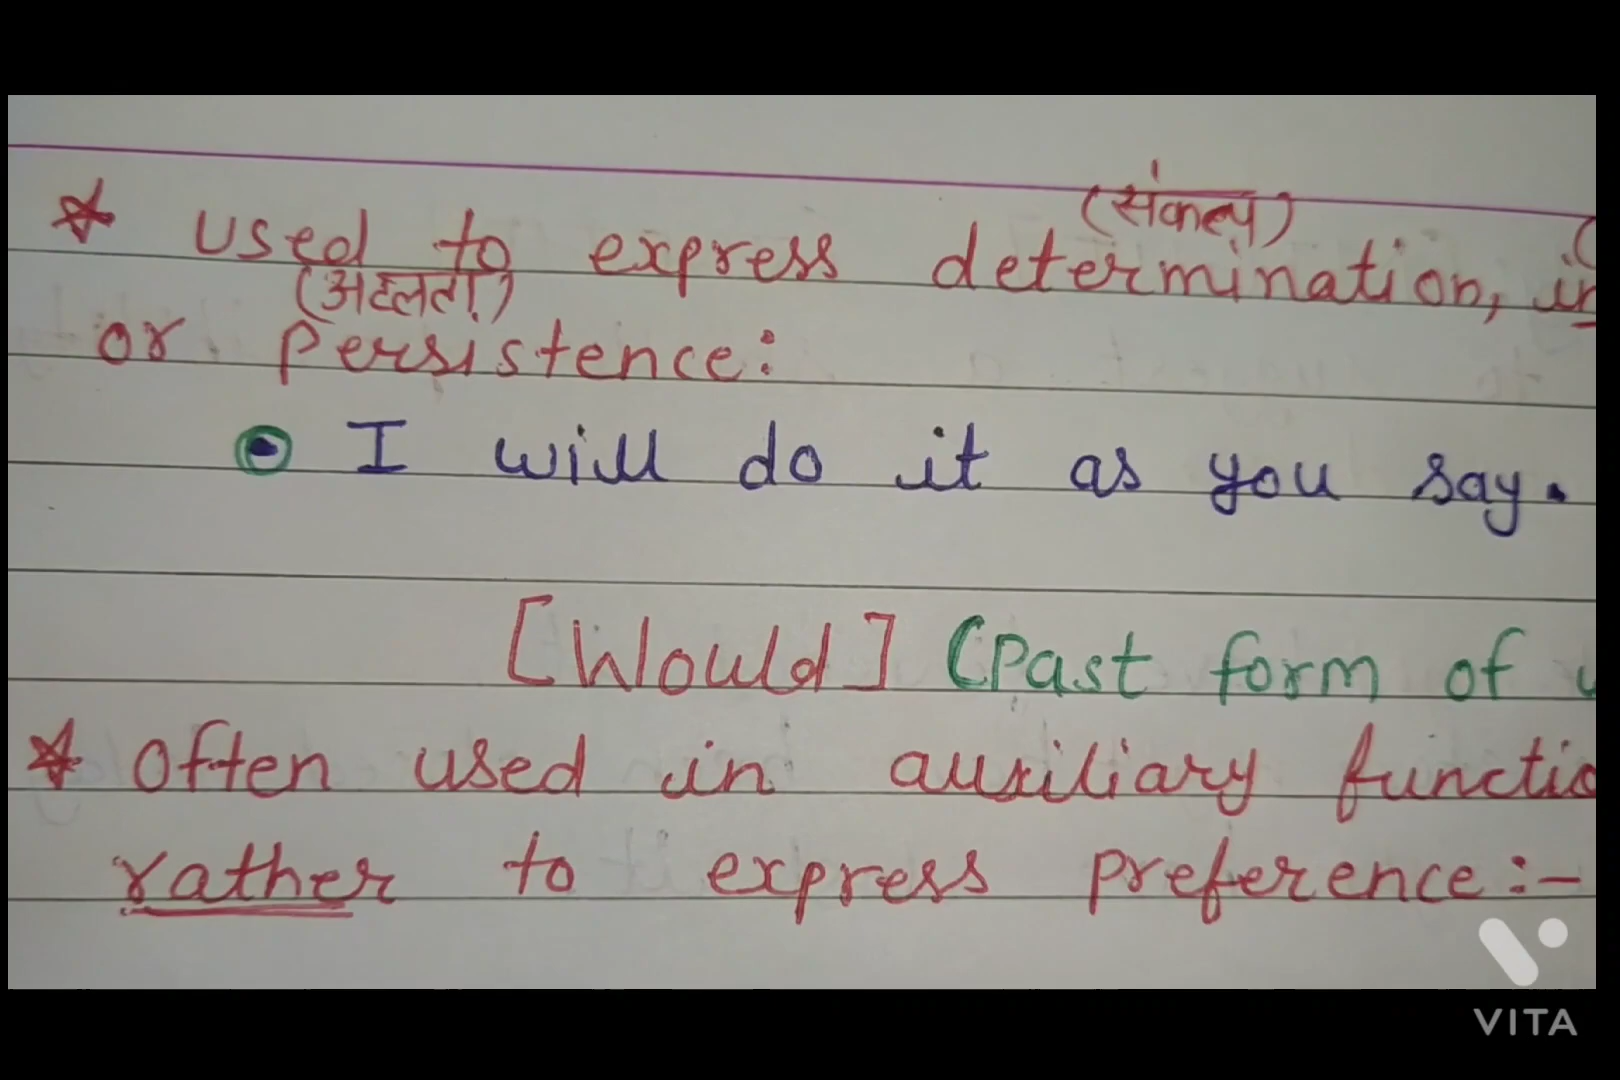 (संकल्प) (
★ used to express determination, in
(अटलता)
or persistence:
I will do it as you say.
[Would] (Past form of
★ often used in auxiliary functio
rather to express preference:-
VITA